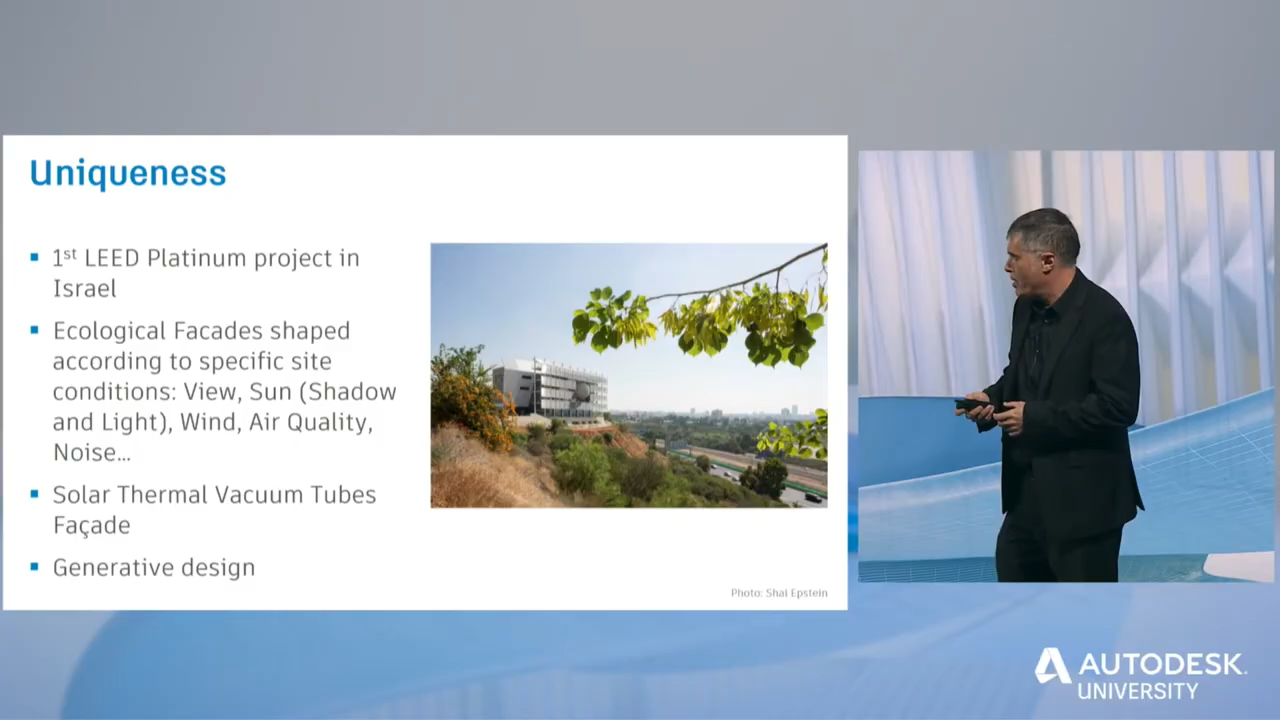 Uniqueness
▪ 1st LEED Platinum project in
Israel
▪ Ecological Facades shaped
according to specific site
conditions: View, Sun (Shadow
and Light), Wind, Air Quality,
Noise...
▪ Solar Thermal Vacuum Tubes
Façade
▪ Generative design
Photo: Shai Epstein
AUTODESK.
UNIVERSITY